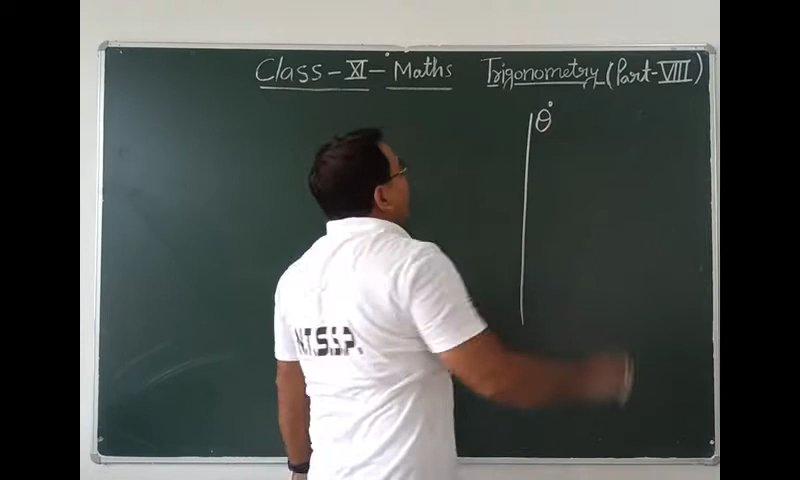 Class - XI - Maths Trigonometry (Part-VIII)
θ°
N.T.S.I.P.